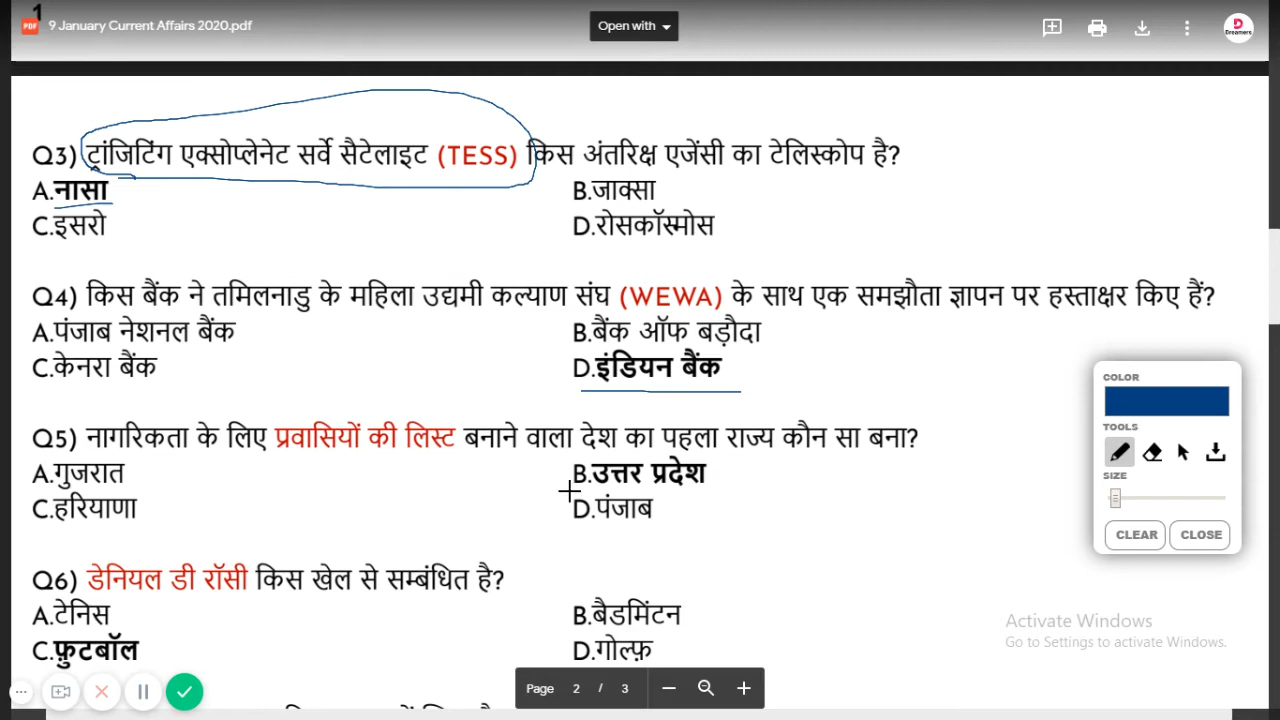 1
9 January Current Affairs 2020.pdf
PDF
Open with
Dreamers
Q3) ट्रांजिटिंग एक्सोप्लेनेट सर्वे सैटेलाइट (TESS) किस अंतरिक्ष एजेंसी का टेलिस्कोप है?
A.नासा B.जाक्सा
C.इसरो D.रोसकॉस्मोस
Q4) किस बैंक ने तमिलनाडु के महिला उद्यमी कल्याण संघ (WEWA) के साथ एक समझौता ज्ञापन पर हस्ताक्षर किए हैं?
A.पंजाब नेशनल बैंक B.बैंक ऑफ बड़ौदा
C.केनरा बैंक D.इंडियन बैंक
Q5) नागरिकता के लिए प्रवासियों की लिस्ट बनाने वाला देश का पहला राज्य कौन सा बना?
A.गुजरात B.उत्तर प्रदेश
C.हरियाणा D.पंजाब
Q6) डेनियल डी रॉसी किस खेल से सम्बंधित है?
A.टेनिस B.बैडमिंटन
C.फ़ुटबॉल D.गोल्फ़
COLOR
TOOLS
SIZE
CLEAR CLOSE
Activate Windows
Go to Settings to activate Windows.
Page 2 / 3